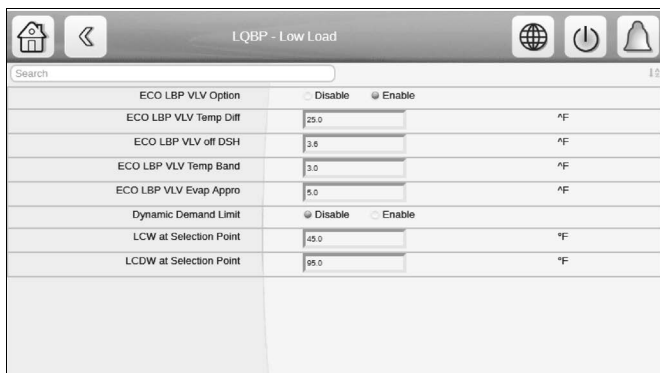 LQBP - Low Load
Search
ECO LBP VLV Option Disable Enable
ECO LBP VLV Temp Diff 25.0 ^F
ECO LBP VLV off DSH 3.6 ^F
ECO LBP VLV Temp Band 3.0 ^F
ECO LBP VLV Evap Appro 5.0 ^F
Dynamic Demand Limit Disable Enable
LCW at Selection Point 45.0 °F
LCDW at Selection Point 95.0 °F